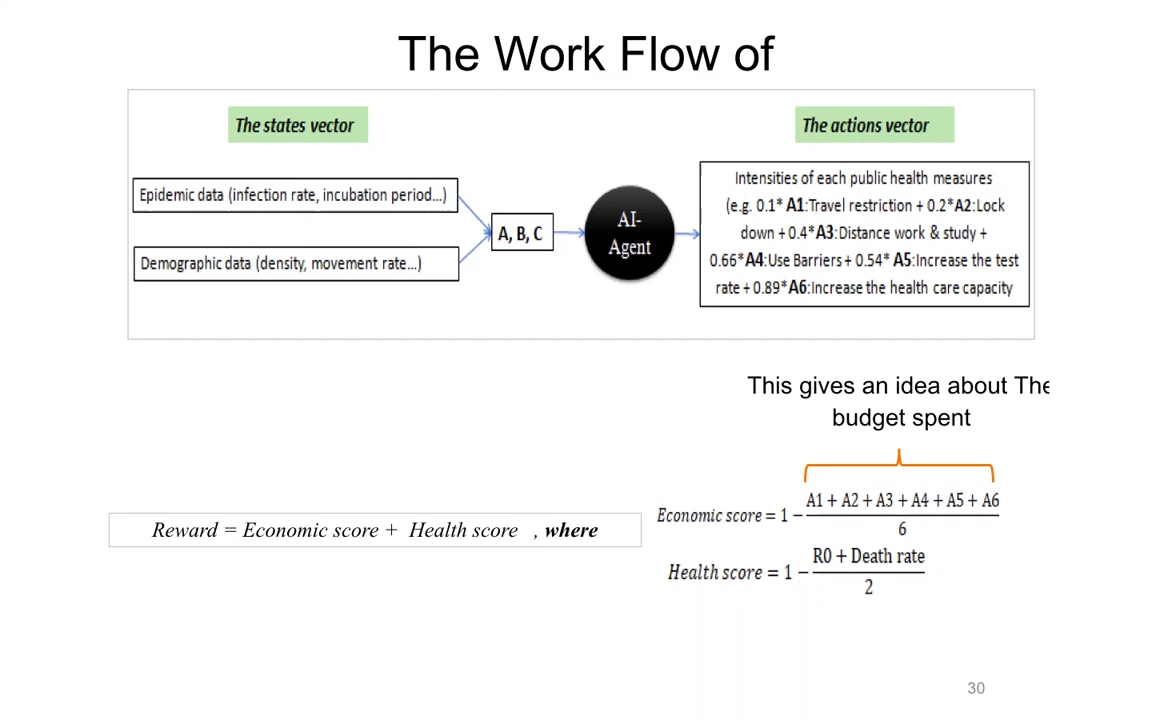 The Work Flow of
The states vector
The actions vector
Epidemic data (infection rate, incubation period...)
Demographic data (density, movement rate...)
A, B, C
AI-
Agent
Intensities of each public health measures
(e.g. 0.1* A1:Travel restriction + 0.2*A2:Lock
down + 0.4*A3:Distance work & study +
0.66*A4:Use Barriers + 0.54* A5:Increase the test
rate + 0.89*A6:Increase the health care capacity
This gives an idea about The
budget spent
Reward = Economic score + Health score , where
Economic score = 1 − (A1 + A2 + A3 + A4 + A5 + A6)/6
Health score = 1 − (R0 + Death rate)/2
30